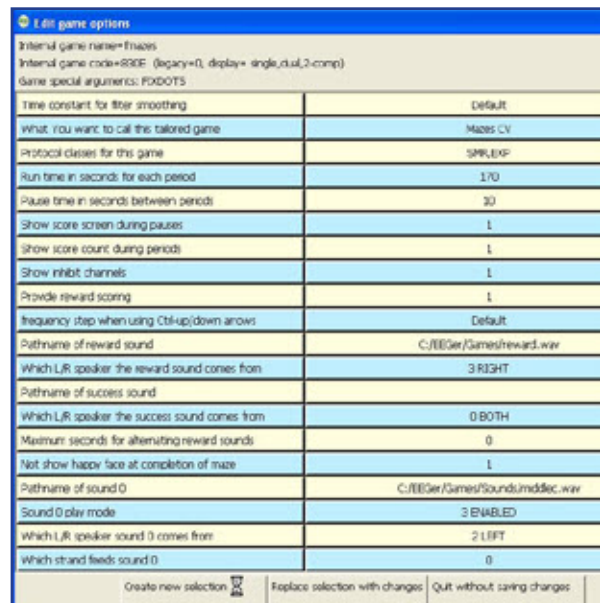 Edit game options
Internal game name=fmazes
Internal game code=830E (legacy=0, display= single,dual,2-comp)
Game special arguments: FIXDOTS
Time constant for filter smoothing Default
What You want to call this tailored game Mazes CV
Protocol classes for this game SMR,EXP
Run time in seconds for each period 170
Pause time in seconds between periods 10
Show score screen during pauses 1
Show score count during periods 1
Show inhibit channels 1
Provide reward scoring 1
frequency step when using Ctrl-up/down arrows Default
Pathname of reward sound C:/EEGer/Games/reward.wav
Which L/R speaker the reward sound comes from 3 RIGHT
Pathname of success sound
Which L/R speaker the success sound comes from 0 BOTH
Maximum seconds for alternating reward sounds 0
Not show happy face at completion of maze 1
Pathname of sound 0 C:/EEGer/Games/Sounds/middlec.wav
Sound 0 play mode 3 ENABLED
Which L/R speaker sound 0 comes from 2 LEFT
Which strand feeds sound 0 0
Create new selection Replace selection with changes Quit without saving changes